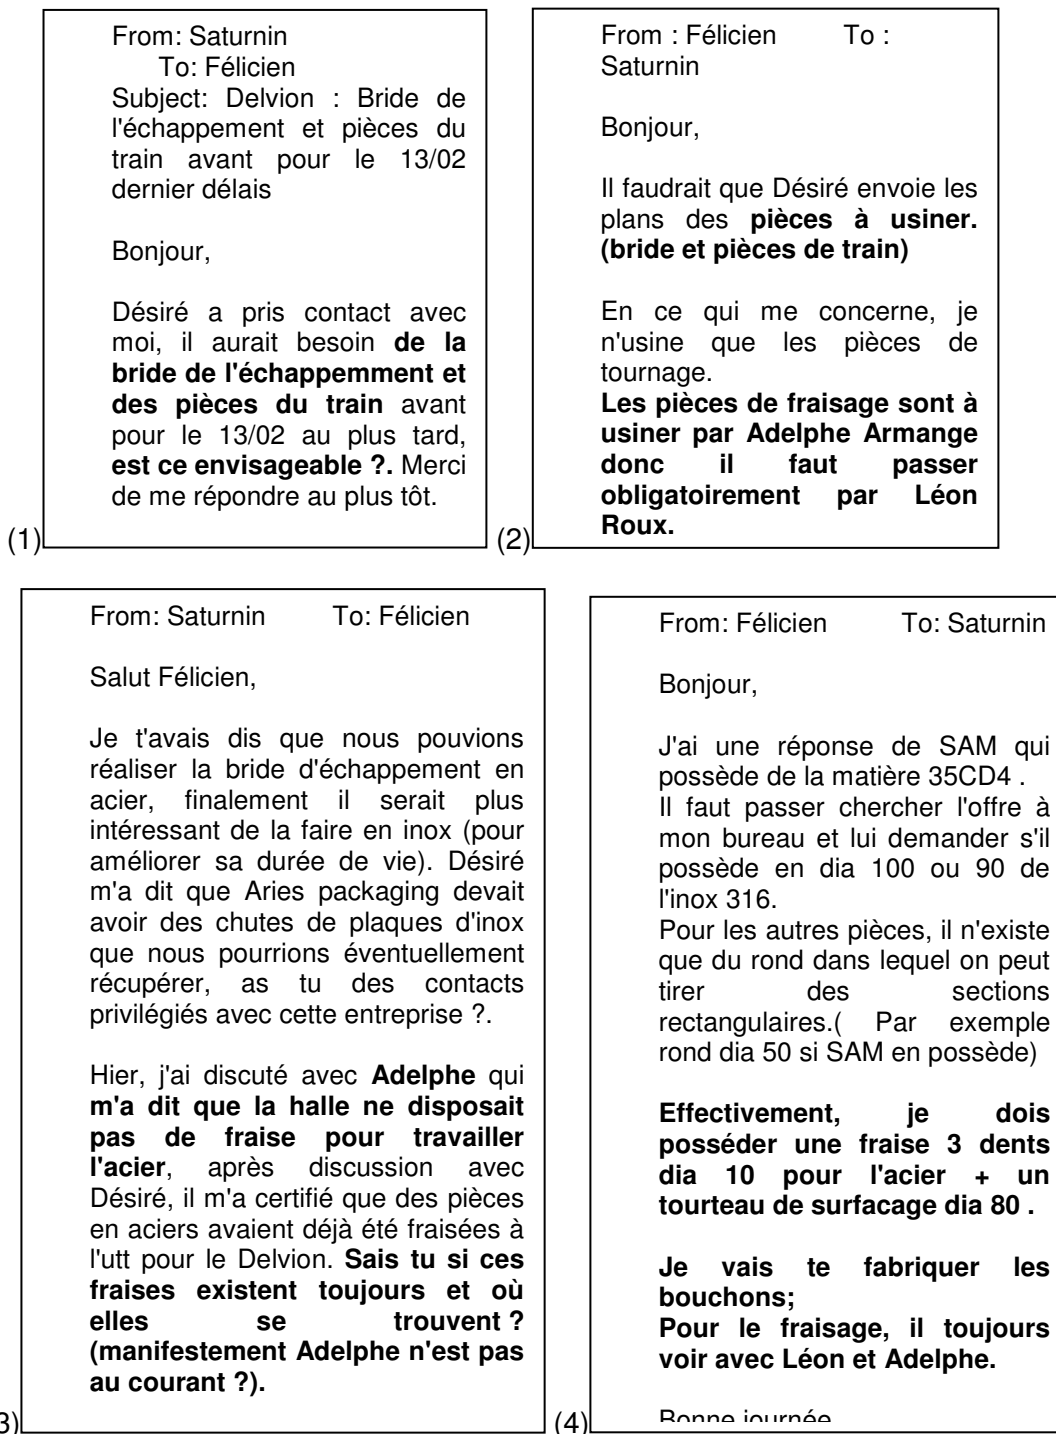 From: Saturnin
To: Félicien
Subject: Delvion : Bride de
l'échappement et pièces du
train avant pour le 13/02
dernier délais
Bonjour,
Désiré a pris contact avec
moi, il aurait besoin de la
bride de l'échappemment et
des pièces du train avant
pour le 13/02 au plus tard,
est ce envisageable ?. Merci
de me répondre au plus tôt.
(1)
From : Félicien To :
Saturnin
Bonjour,
Il faudrait que Désiré envoie les
plans des pièces à usiner.
(bride et pièces de train)
En ce qui me concerne, je
n'usine que les pièces de
tournage.
Les pièces de fraisage sont à
usiner par Adelphe Armange
donc il faut passer
obligatoirement par Léon
Roux.
(2)
From: Saturnin To: Félicien
Salut Félicien,
Je t'avais dis que nous pouvions
réaliser la bride d'échappement en
acier, finalement il serait plus
intéressant de la faire en inox (pour
améliorer sa durée de vie). Désiré
m'a dit que Aries packaging devait
avoir des chutes de plaques d'inox
que nous pourrions éventuellement
récupérer, as tu des contacts
privilégiés avec cette entreprise ?.
Hier, j'ai discuté avec Adelphe qui
m'a dit que la halle ne disposait
pas de fraise pour travailler
l'acier, après discussion avec
Désiré, il m'a certifié que des pièces
en aciers avaient déjà été fraisées à
l'utt pour le Delvion. Sais tu si ces
fraises existent toujours et où
elles se trouvent ?
(manifestement Adelphe n'est pas
au courant ?).
3)
From: Félicien To: Saturnin
Bonjour,
J'ai une réponse de SAM qui
possède de la matière 35CD4 .
Il faut passer chercher l'offre à
mon bureau et lui demander s'il
possède en dia 100 ou 90 de
l'inox 316.
Pour les autres pièces, il n'existe
que du rond dans lequel on peut
tirer des sections
rectangulaires.( Par exemple
rond dia 50 si SAM en possède)
Effectivement, je dois
posséder une fraise 3 dents
dia 10 pour l'acier + un
tourteau de surfacage dia 80 .
Je vais te fabriquer les
bouchons;
Pour le fraisage, il toujours
voir avec Léon et Adelphe.
Bonne journée
(4)